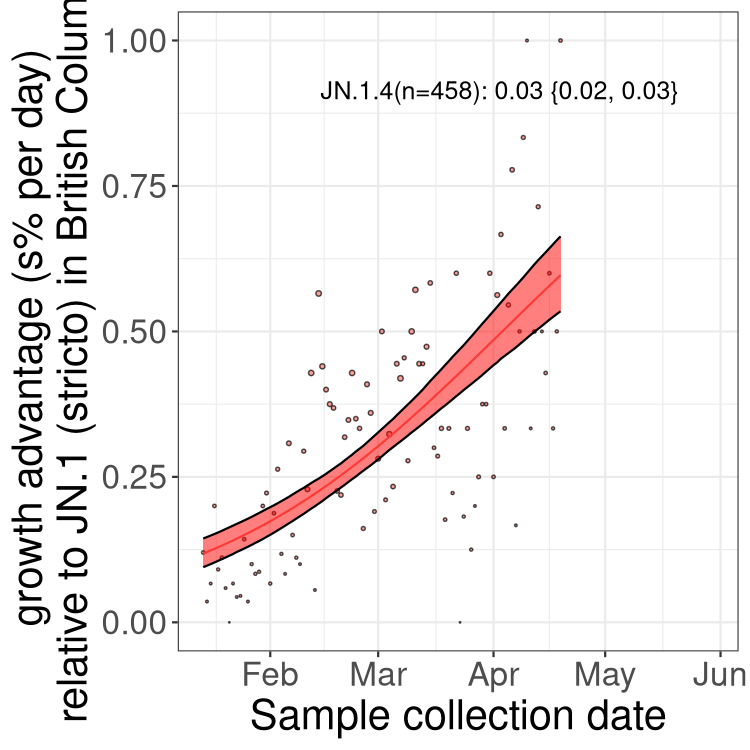 growth advantage (s% per day)
relative to JN.1 (stricto) in British Colum
1.00
0.75
0.50
0.25
0.00
JN.1.4(n=458): 0.03 {0.02, 0.03}
Feb Mar Apr May Jun
Sample collection date